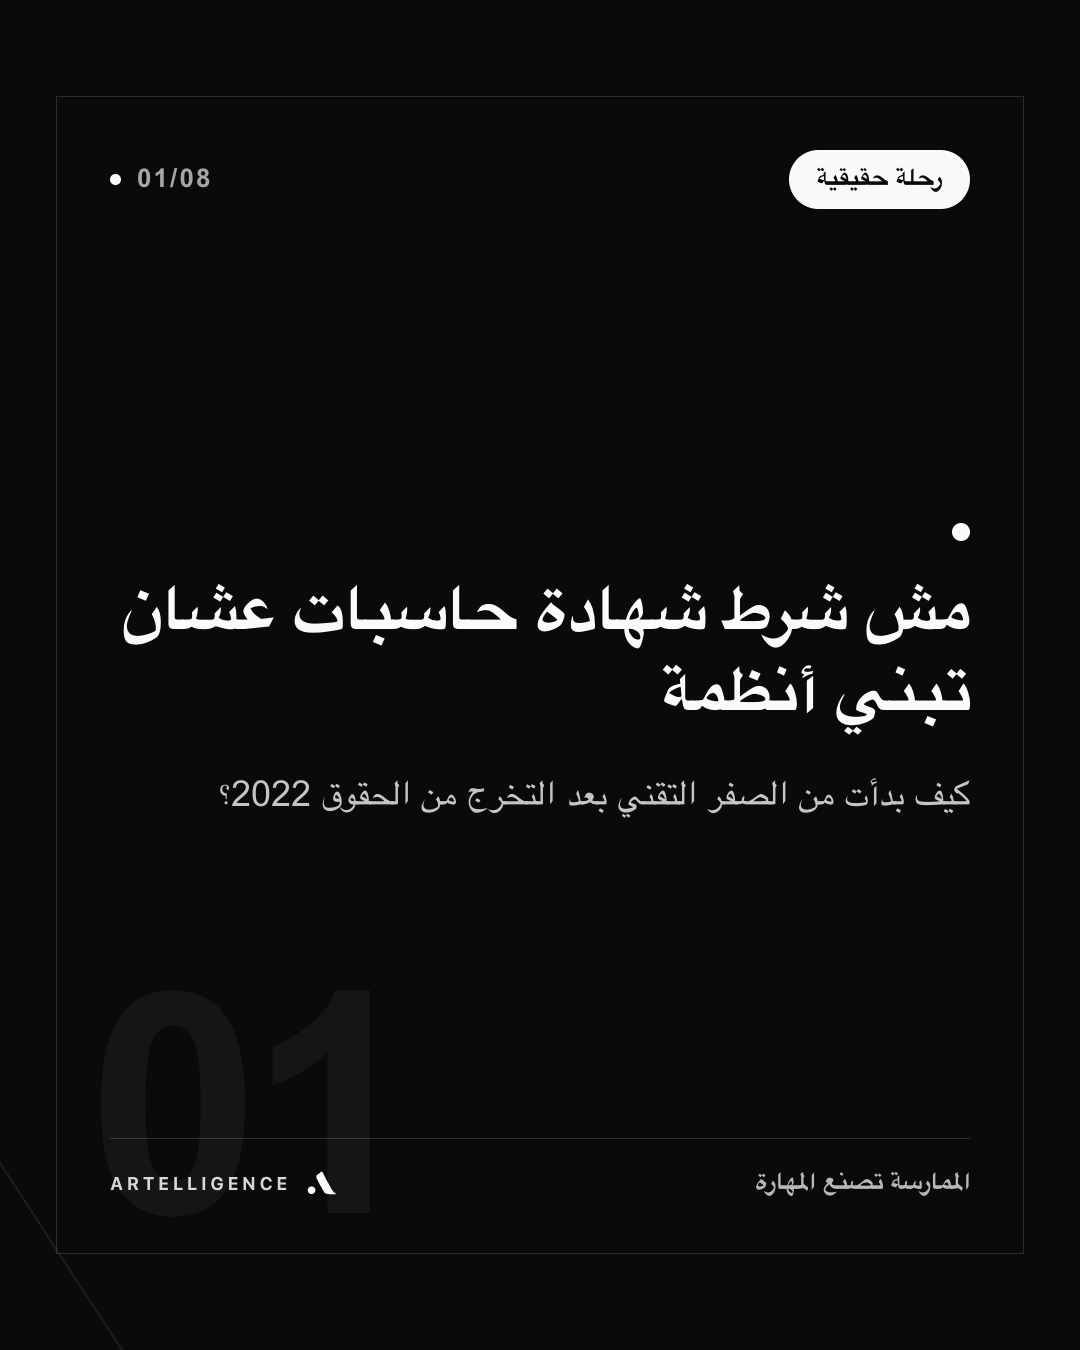 رحلة حقيقية
01/08
مش شرط شهادة حاسبات عشان
تبني أنظمة
كيف بدأت من الصفر التقني بعد التخرج من الحقوق 2022؟
01
الممارسة تصنع المهارة
ARTELLIGENCE